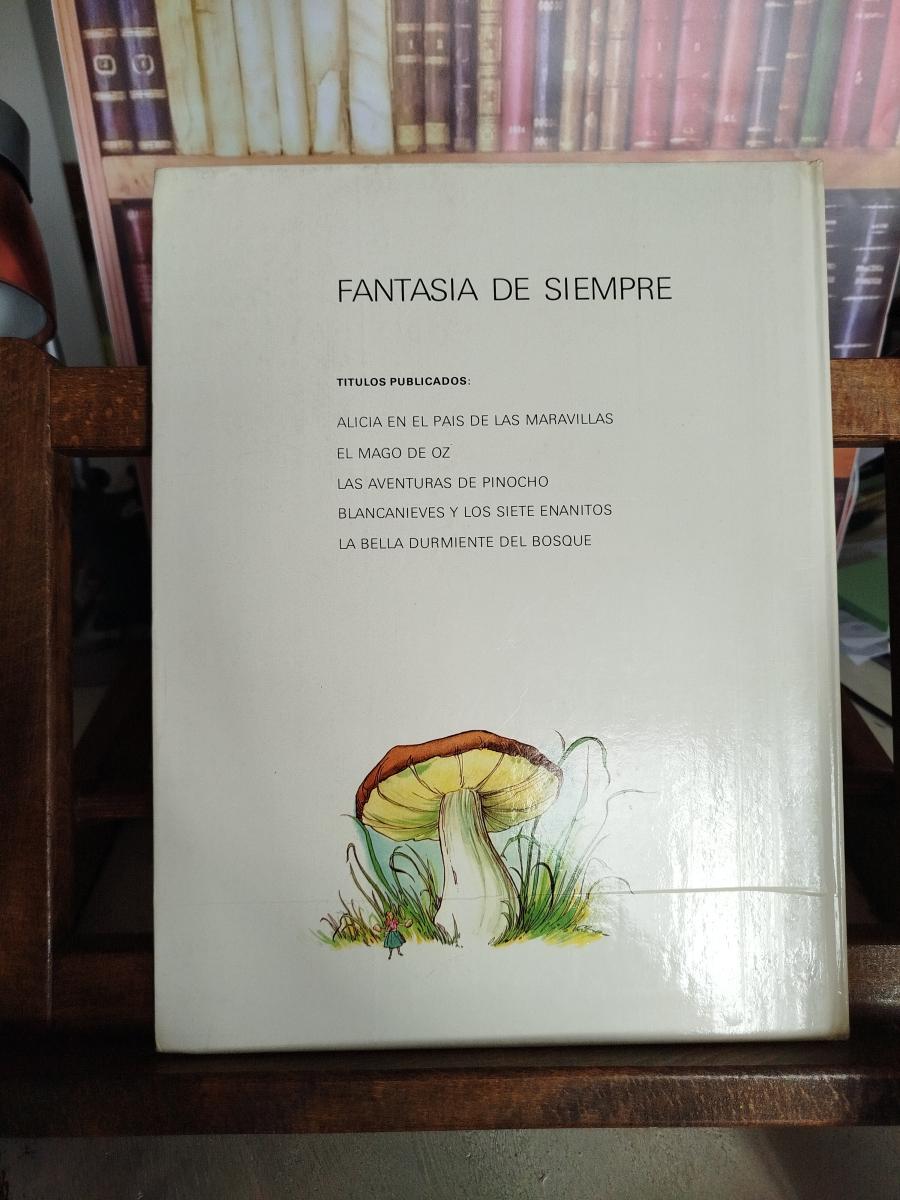 FANTASIA DE SIEMPRE
TITULOS PUBLICADOS:
ALICIA EN EL PAIS DE LAS MARAVILLAS
EL MAGO DE OZ
LAS AVENTURAS DE PINOCHO
BLANCANIEVES Y LOS SIETE ENANITOS
LA BELLA DURMIENTE DEL BOSQUE